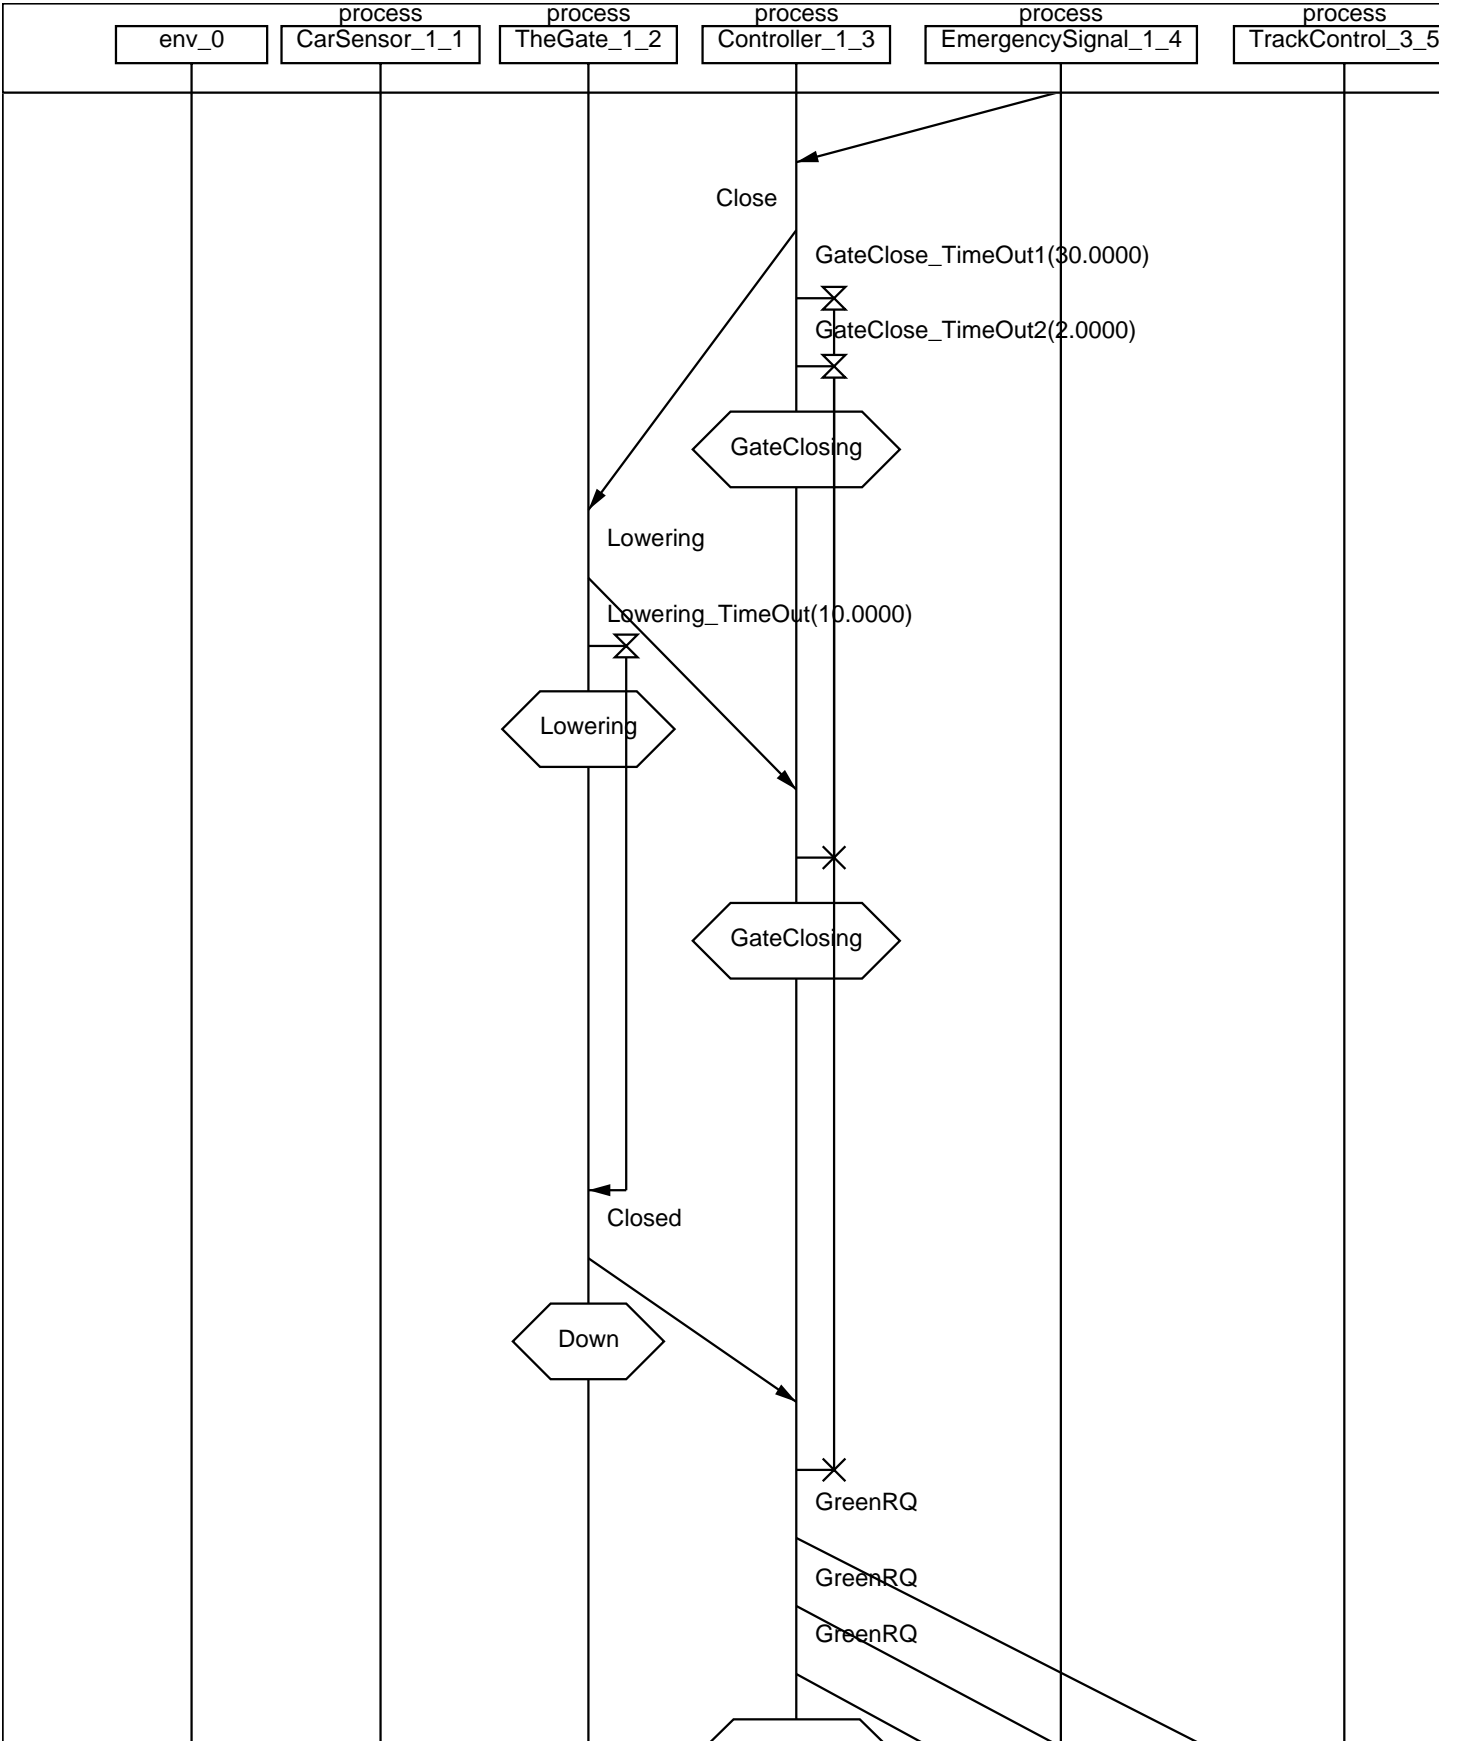 process process process process process
env_0 CarSensor_1_1 TheGate_1_2 Controller_1_3 EmergencySignal_1_4 TrackControl_3_5
Close
GateClose_TimeOut1(30.0000)
GateClose_TimeOut2(2.0000)
GateClosing
Lowering
Lowering_TimeOut(10.0000)
Lowering
GateClosing
Closed
Down
GreenRQ
GreenRQ
GreenRQ